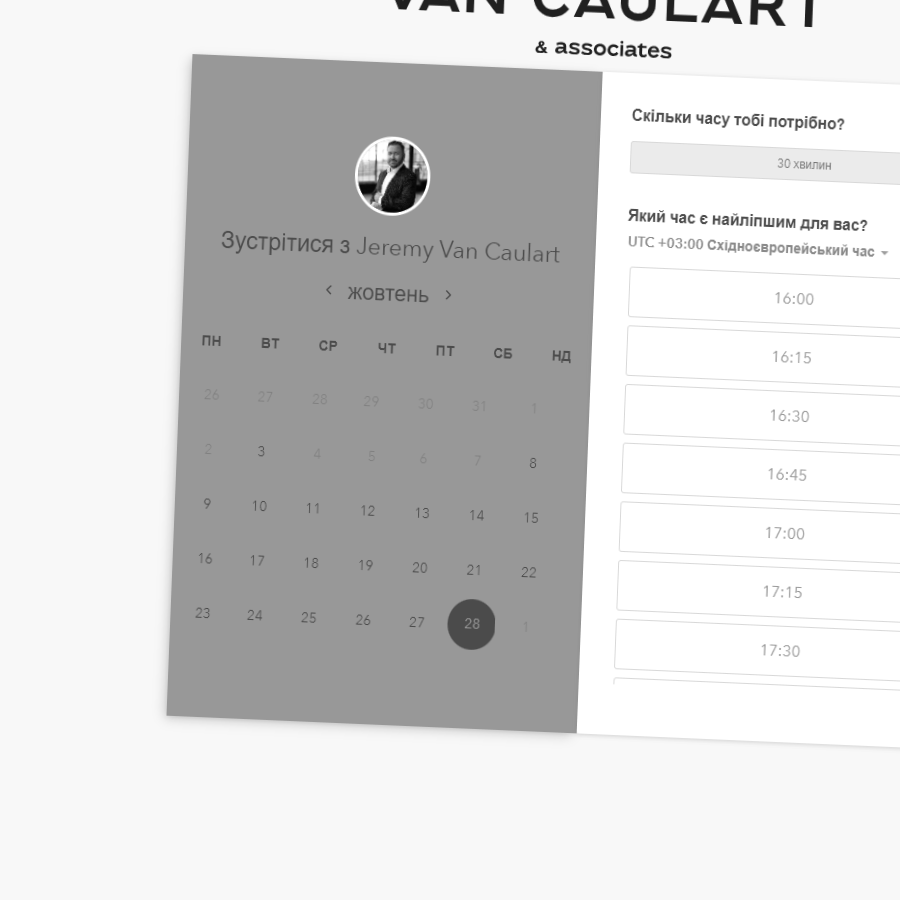 VAN CAULART
& associates
Зустрітися з Jeremy Van Caulart
жовтень
ПН ВТ СР ЧТ ПТ СБ НД
26 27 28 29 30 31 1
2 3 4 5 6 7 8
9 10 11 12 13 14 15
16 17 18 19 20 21 22
23 24 25 26 27 28 1
Скільки часу тобі потрібно?
30 хвилин
Який час є найліпшим для вас?
UTC +03:00 Східноєвропейський час
16:00
16:15
16:30
16:45
17:00
17:15
17:30